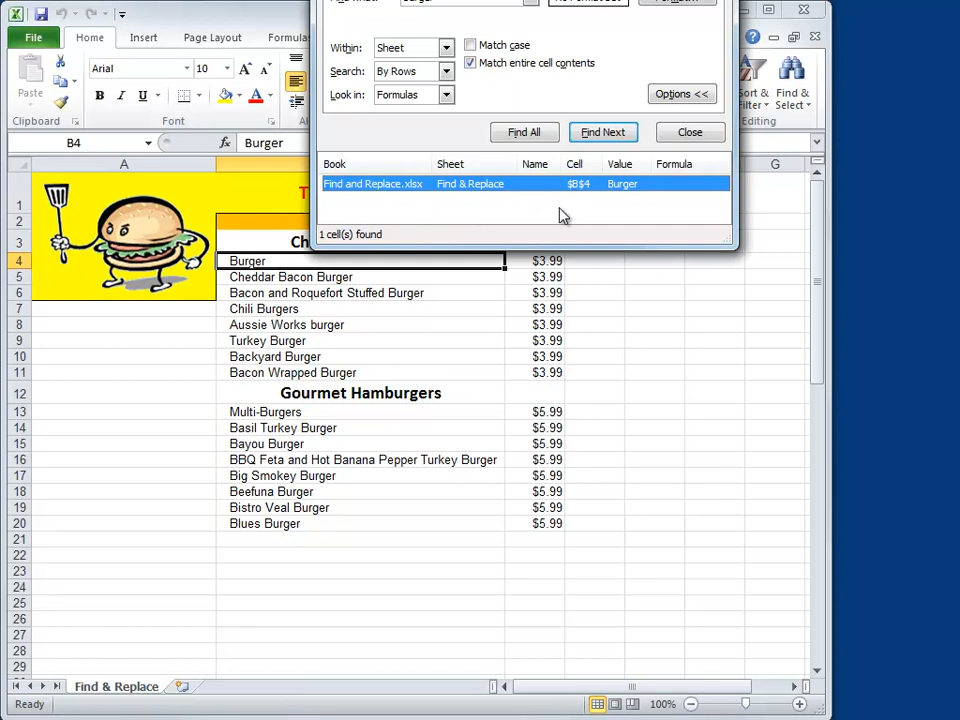 File Home Insert Page Layout Formulas
Paste
Arial 10
B I U
Clipboard Font
Sort & Filter Find & Select
Editing
B4 fx Burger
Find what: Burger
Within: Sheet Match case
Search: By Rows Match entire cell contents
Look in: Formulas Options <<
Find All Find Next Close
Book Sheet Name Cell Value Formula
Find and Replace.xlsx Find & Replace $B$4 Burger
1 cell(s) found
A G
1 T
2
3 Ch
4 Burger $3.99
5 Cheddar Bacon Burger $3.99
6 Bacon and Roquefort Stuffed Burger $3.99
7 Chili Burgers $3.99
8 Aussie Works burger $3.99
9 Turkey Burger $3.99
10 Backyard Burger $3.99
11 Bacon Wrapped Burger $3.99
12 Gourmet Hamburgers
13 Multi-Burgers $5.99
14 Basil Turkey Burger $5.99
15 Bayou Burger $5.99
16 BBQ Feta and Hot Banana Pepper Turkey Burger $5.99
17 Big Smokey Burger $5.99
18 Beefuna Burger $5.99
19 Bistro Veal Burger $5.99
20 Blues Burger $5.99
21
22
23
24
25
26
27
28
29
Find & Replace
Ready 100%